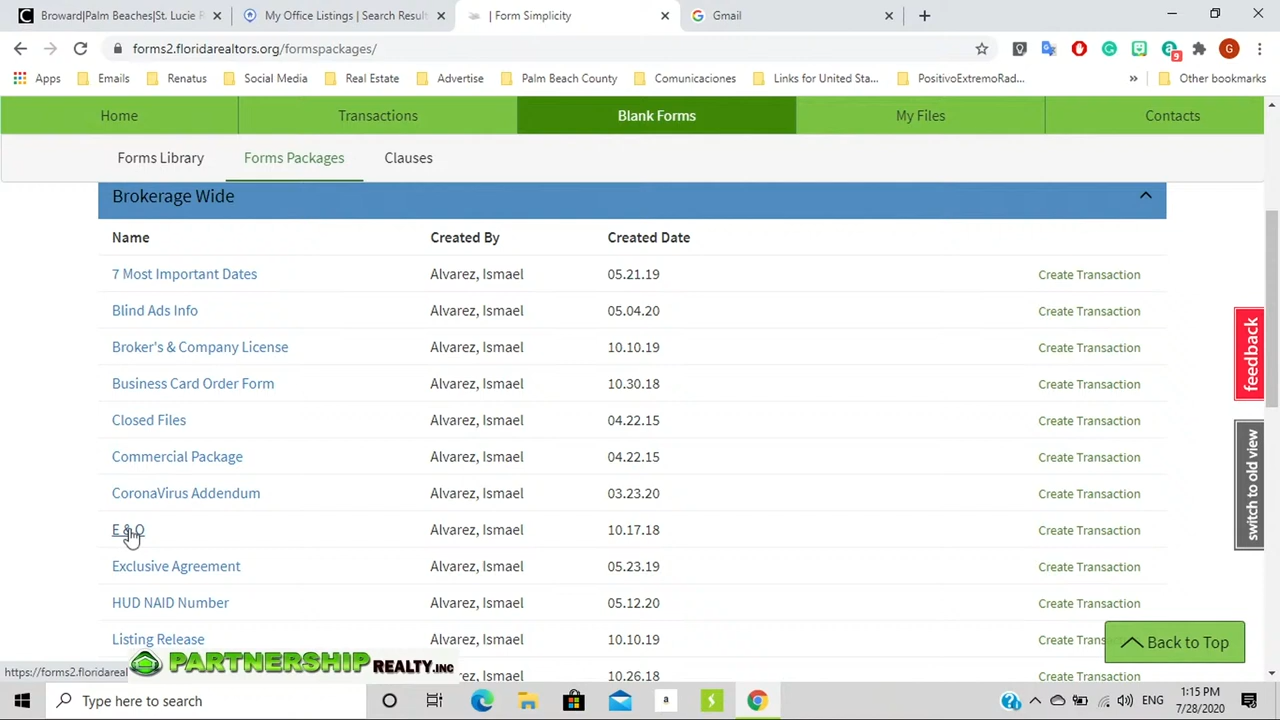 Broward|Palm Beaches|St. Lucie R
My Office Listings | Search Result
| Form Simplicity
Gmail
forms2.floridarealtors.org/formspackages/
G
9
Apps
Emails
Renatus
Social Media
Real Estate
Advertise
Palm Beach County
Comunicaciones
Links for United Sta...
PositivoExtremoRad...
Other bookmarks
Home
Transactions
Blank Forms
My Files
Contacts
Forms Library
Forms Packages
Clauses
Brokerage Wide
Name Created By Created Date
7 Most Important Dates Alvarez, Ismael 05.21.19 Create Transaction
Blind Ads Info Alvarez, Ismael 05.04.20 Create Transaction
Broker's & Company License Alvarez, Ismael 10.10.19 Create Transaction
Business Card Order Form Alvarez, Ismael 10.30.18 Create Transaction
Closed Files Alvarez, Ismael 04.22.15 Create Transaction
Commercial Package Alvarez, Ismael 04.22.15 Create Transaction
CoronaVirus Addendum Alvarez, Ismael 03.23.20 Create Transaction
E & O Alvarez, Ismael 10.17.18 Create Transaction
Exclusive Agreement Alvarez, Ismael 05.23.19 Create Transaction
HUD NAID Number Alvarez, Ismael 05.12.20 Create Transaction
Listing Release Alvarez, Ismael 10.10.19 Create
Alvarez, Ismael 10.26.18 Create Transaction
feedback
switch to old view
Back to Top
https://forms2.floridareal
PARTNERSHIP REALTY.INC
Type here to search
a
ENG
1:15 PM
7/28/2020